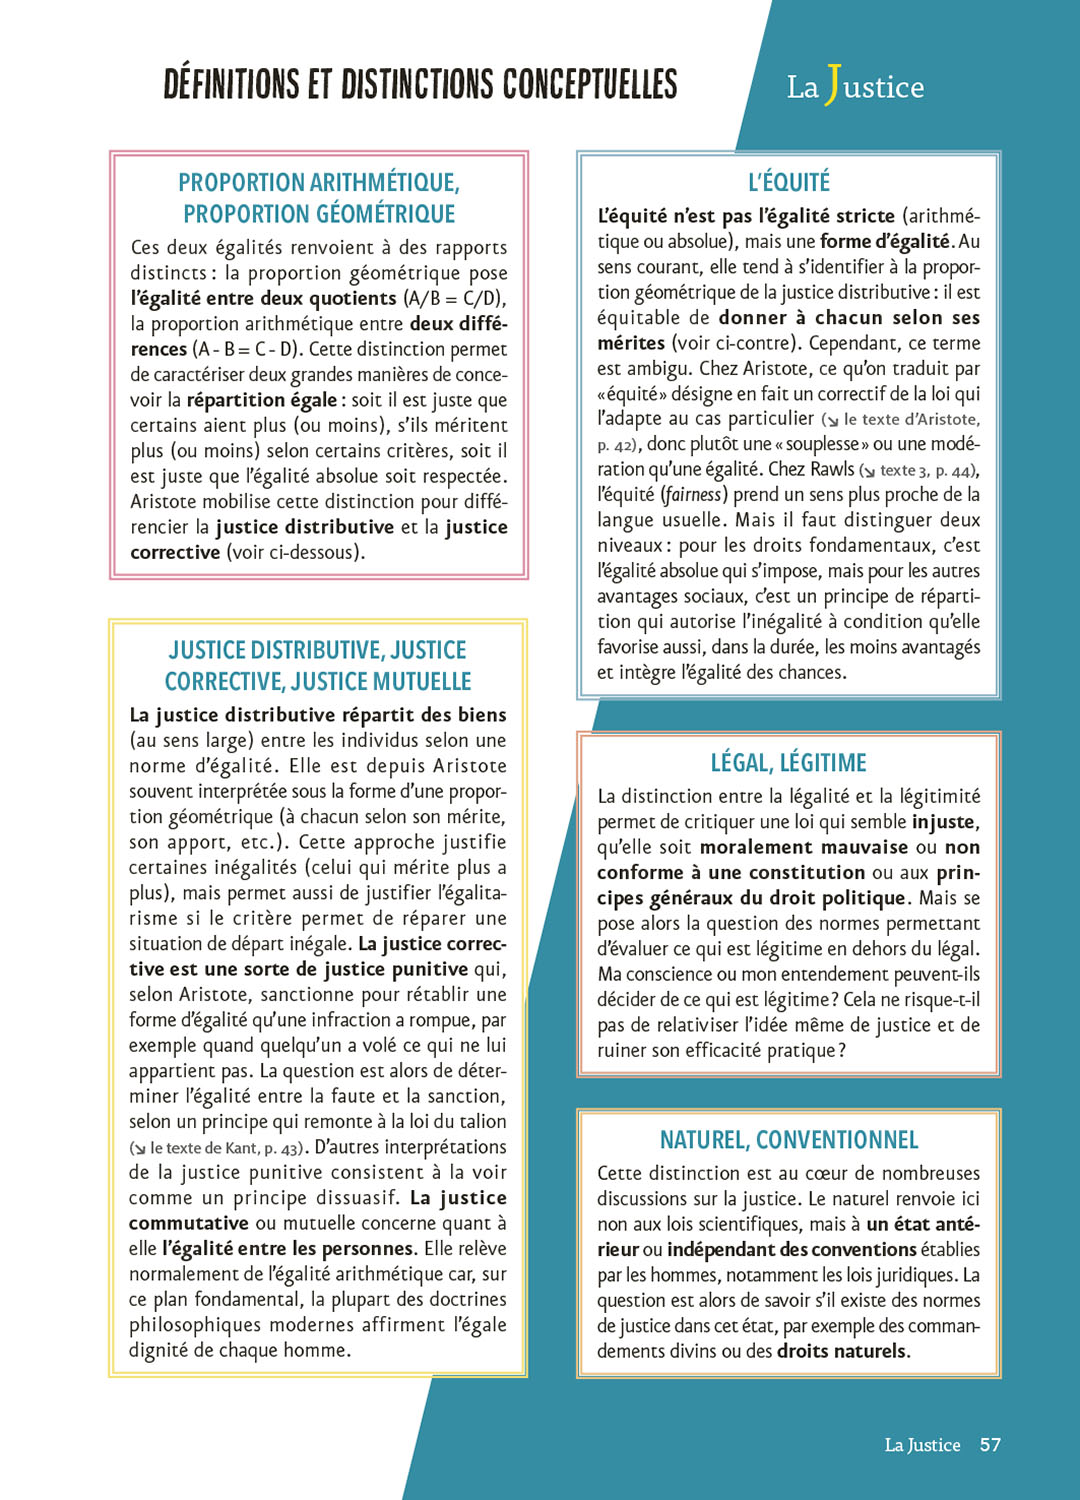 DÉFINITIONS ET DISTINCTIONS CONCEPTUELLES
La Justice
PROPORTION ARITHMÉTIQUE,
PROPORTION GÉOMÉTRIQUE
Ces deux égalités renvoient à des rapports
distincts : la proportion géométrique pose
l'égalité entre deux quotients (A/B = C/D),
la proportion arithmétique entre deux diffé-
rences (A - B = C - D). Cette distinction permet
de caractériser deux grandes manières de conce-
voir la répartition égale : soit il est juste que
certains aient plus (ou moins), s'ils méritent
plus (ou moins) selon certains critères, soit il
est juste que l'égalité absolue soit respectée.
Aristote mobilise cette distinction pour diffé-
rencier la justice distributive et la justice
corrective (voir ci-dessous).
JUSTICE DISTRIBUTIVE, JUSTICE
CORRECTIVE, JUSTICE MUTUELLE
La justice distributive répartit des biens
(au sens large) entre les individus selon une
norme d'égalité. Elle est depuis Aristote
souvent interprétée sous la forme d'une propor-
tion géométrique (à chacun selon son mérite,
son apport, etc.). Cette approche justifie
certaines inégalités (celui qui mérite plus a
plus), mais permet aussi de justifier l'égalita-
risme si le critère permet de réparer une
situation de départ inégale. La justice correc-
tive est une sorte de justice punitive qui,
selon Aristote, sanctionne pour rétablir une
forme d'égalité qu'une infraction a rompue, par
exemple quand quelqu'un a volé ce qui ne lui
appartient pas. La question est alors de déter-
miner l'égalité entre la faute et la sanction,
selon un principe qui remonte à la loi du talion
(↘ le texte de Kant, p. 43). D'autres interprétations
de la justice punitive consistent à la voir
comme un principe dissuasif. La justice
commutative ou mutuelle concerne quant à
elle l'égalité entre les personnes. Elle relève
normalement de l'égalité arithmétique car, sur
ce plan fondamental, la plupart des doctrines
philosophiques modernes affirment l'égale
dignité de chaque homme.
L'ÉQUITÉ
L'équité n'est pas l'égalité stricte (arithmé-
tique ou absolue), mais une forme d'égalité. Au
sens courant, elle tend à s'identifier à la propor-
tion géométrique de la justice distributive : il est
équitable de donner à chacun selon ses
mérites (voir ci-contre). Cependant, ce terme
est ambigu. Chez Aristote, ce qu'on traduit par
«équité» désigne en fait un correctif de la loi qui
l'adapte au cas particulier (↘ le texte d'Aristote,
p. 42), donc plutôt une « souplesse » ou une modé-
ration qu'une égalité. Chez Rawls (↘ texte 3, p. 44),
l'équité (fairness) prend un sens plus proche de la
langue usuelle. Mais il faut distinguer deux
niveaux : pour les droits fondamentaux, c'est
l'égalité absolue qui s'impose, mais pour les autres
avantages sociaux, c'est un principe de réparti-
tion qui autorise l'inégalité à condition qu'elle
favorise aussi, dans la durée, les moins avantagés
et intègre l'égalité des chances.
LÉGAL, LÉGITIME
La distinction entre la légalité et la légitimité
permet de critiquer une loi qui semble injuste,
qu'elle soit moralement mauvaise ou non
conforme à une constitution ou aux prin-
cipes généraux du droit politique. Mais se
pose alors la question des normes permettant
d'évaluer ce qui est légitime en dehors du légal.
Ma conscience ou mon entendement peuvent-ils
décider de ce qui est légitime ? Cela ne risque-t-il
pas de relativiser l'idée même de justice et de
ruiner son efficacité pratique ?
NATUREL, CONVENTIONNEL
Cette distinction est au cœur de nombreuses
discussions sur la justice. Le naturel renvoie ici
non aux lois scientifiques, mais à un état anté-
rieur ou indépendant des conventions établies
par les hommes, notamment les lois juridiques. La
question est alors de savoir s'il existe des normes
de justice dans cet état, par exemple des comman-
dements divins ou des droits naturels.
La Justice 57